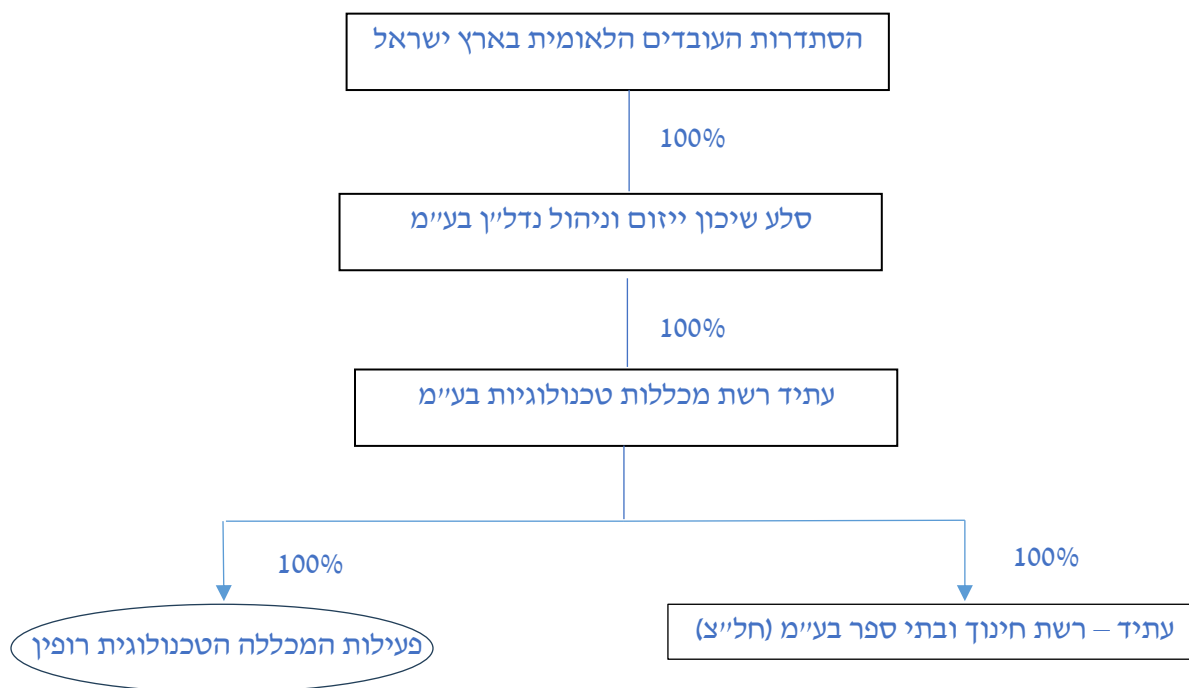 הסתדרות העובדים הלאומית בארץ ישראל
100%
סלע שיכון ייזום וניהול נדל״ן בע״מ
100%
עתיד רשת מכללות טכנולוגיות בע״מ
100%
100%
עתיד – רשת חינוך ובתי ספר בע״מ (חל״צ)
פעילות המכללה הטכנולוגית רופין